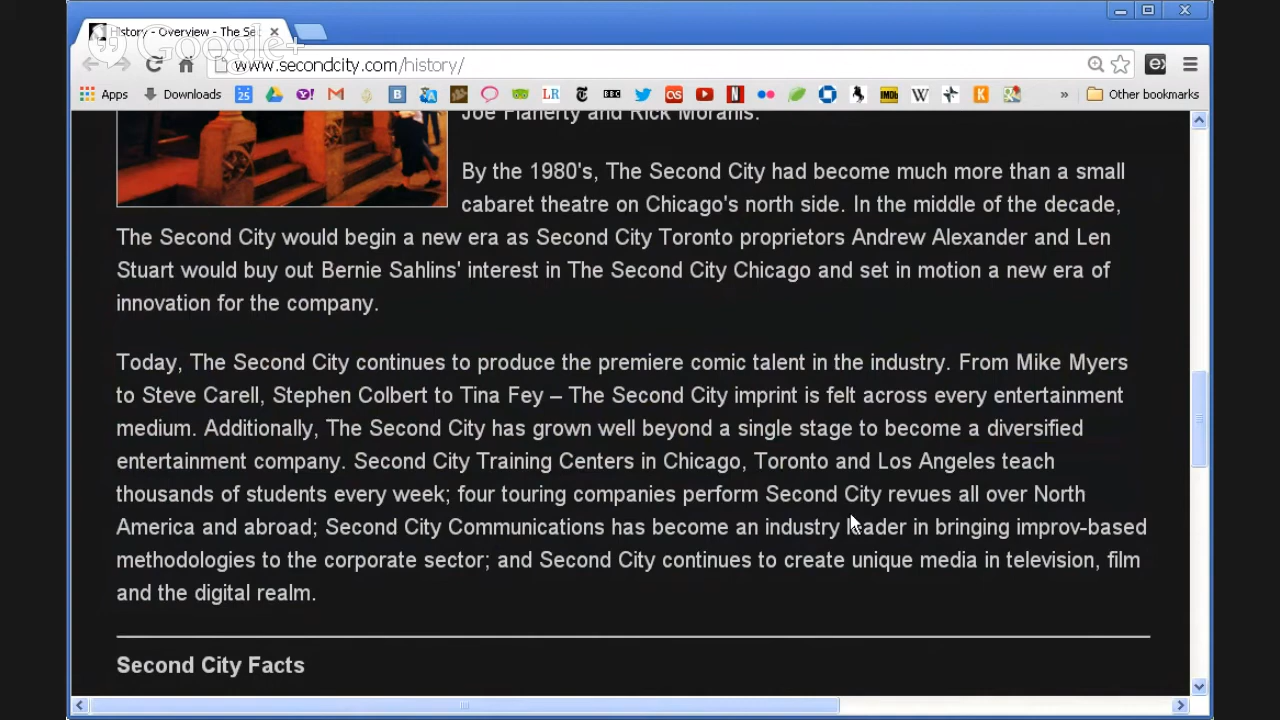 History - Overview - The Se
Google+
www.secondcity.com/history/
Apps Downloads 25 LR BBC Other bookmarks
Joe Flaherty and Rick Moranis.
By the 1980's, The Second City had become much more than a small
cabaret theatre on Chicago's north side. In the middle of the decade,
The Second City would begin a new era as Second City Toronto proprietors Andrew Alexander and Len
Stuart would buy out Bernie Sahlins' interest in The Second City Chicago and set in motion a new era of
innovation for the company.
Today, The Second City continues to produce the premiere comic talent in the industry. From Mike Myers
to Steve Carell, Stephen Colbert to Tina Fey – The Second City imprint is felt across every entertainment
medium. Additionally, The Second City has grown well beyond a single stage to become a diversified
entertainment company. Second City Training Centers in Chicago, Toronto and Los Angeles teach
thousands of students every week; four touring companies perform Second City revues all over North
America and abroad; Second City Communications has become an industry leader in bringing improv-based
methodologies to the corporate sector; and Second City continues to create unique media in television, film
and the digital realm.
Second City Facts